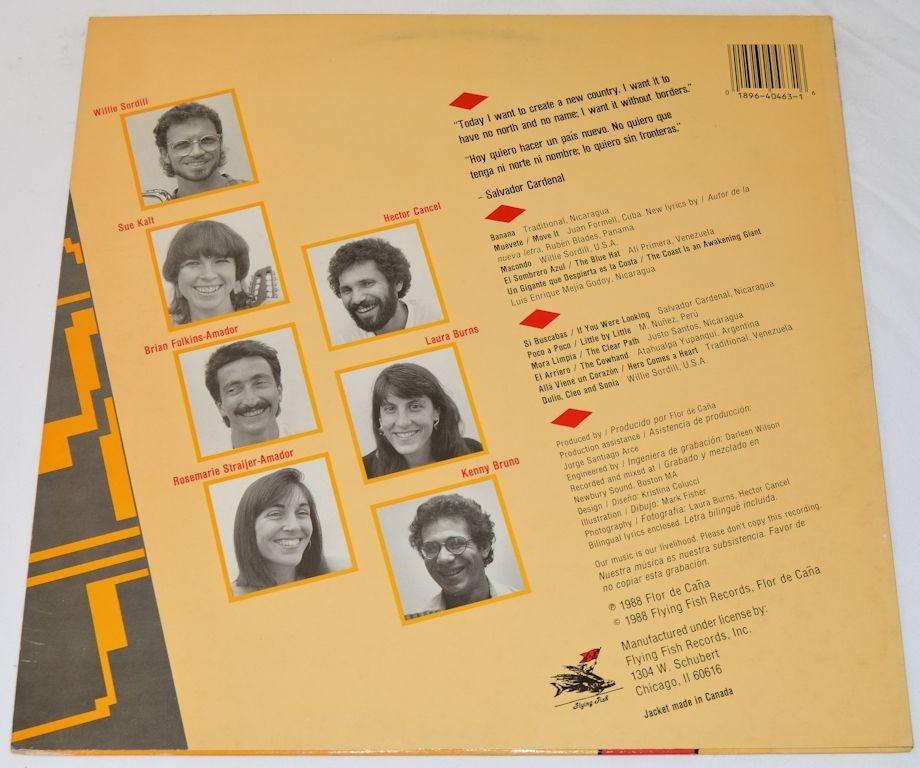 Willie Sordill
Sue Kalt
Hector Cancel
Brian Folkins-Amador
Laura Burns
Rosemarie Straijer-Amador
Kenny Bruno
0 1896-40463-1 6
"Today I want to create a new country. I want it to
have no north and no name; I want it without borders."
"Hoy quiero hacer un país nuevo. No quiero que
tenga ni norte ni nombre; lo quiero sin fronteras."
– Salvador Cardenal
Banana Traditional, Nicaragua
Muévete / Move It Juan Formell, Cuba. New lyrics by / Autor de la
nueva letra, Rubén Blades, Panama
Macondo Willie Sordill, U.S.A.
El Sombrero Azul / The Blue Hat Alí Primera, Venezuela
Un Gigante que Despierta es la Costa / The Coast Is an Awakening Giant
Luis Enrique Mejía Godoy, Nicaragua
Si Buscabas / If You Were Looking Salvador Cardenal, Nicaragua
Poco a Poco / Little by Little M. Nuñez, Perú
Mora Limpia / The Clear Path Justo Santos, Nicaragua
El Arriero / The Cowhand Atahualpa Yupanqui, Argentina
Allá Viene un Corazón / Here Comes a Heart Traditional, Venezuela
Dulio, Cleo and Sonia Willie Sordill, U.S.A.
Produced by / Producido por Flor de Caña
Production assistance / Asistencia de producción:
Jorge Santiago Arce
Engineered by / Ingeniera de grabación: Darleen Wilson
Recorded and mixed at / Grabado y mezclado en
Newbury Sound, Boston MA
Design / Diseño: Kristina Colucci
Illustration / Dibujo: Mark Fisher
Photography / Fotografía: Laura Burns, Hector Cancel
Bilingual lyrics enclosed. Letra bilingüe incluida.
Our music is our livelihood. Please don't copy this recording.
Nuestra música es nuestra subsistencia. Favor de
no copiar esta grabación.
℗ 1988 Flor de Caña
© 1988 Flying Fish Records, Flor de Caña
Manufactured under license by:
Flying Fish Records, Inc.
1304 W. Schubert
Chicago, Il 60616
Flying Fish
Jacket made in Canada